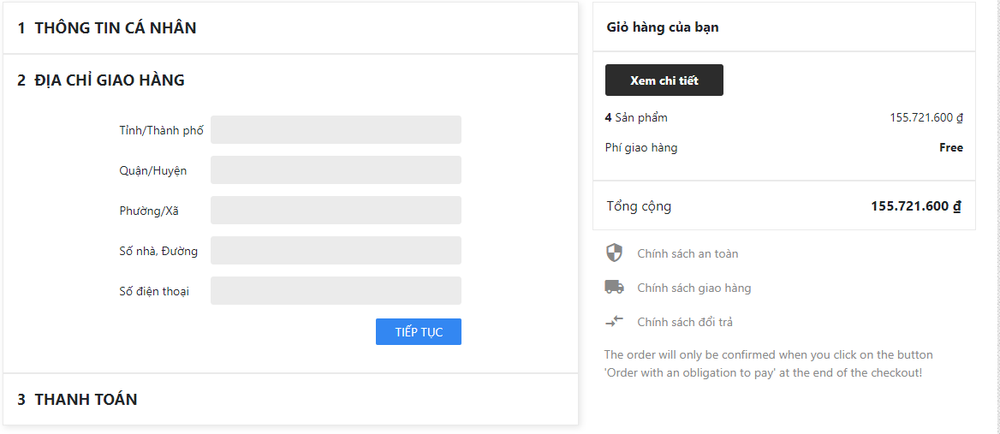 1 THÔNG TIN CÁ NHÂN
2 ĐỊA CHỈ GIAO HÀNG
Tỉnh/Thành phố
Quận/Huyện
Phường/Xã
Số nhà, Đường
Số điện thoại
TIẾP TỤC
3 THANH TOÁN
Giỏ hàng của bạn
Xem chi tiết
4 Sản phẩm 155.721.600 ₫
Phí giao hàng Free
Tổng cộng 155.721.600 ₫
Chính sách an toàn
Chính sách giao hàng
Chính sách đổi trả
The order will only be confirmed when you click on the button
'Order with an obligation to pay' at the end of the checkout!